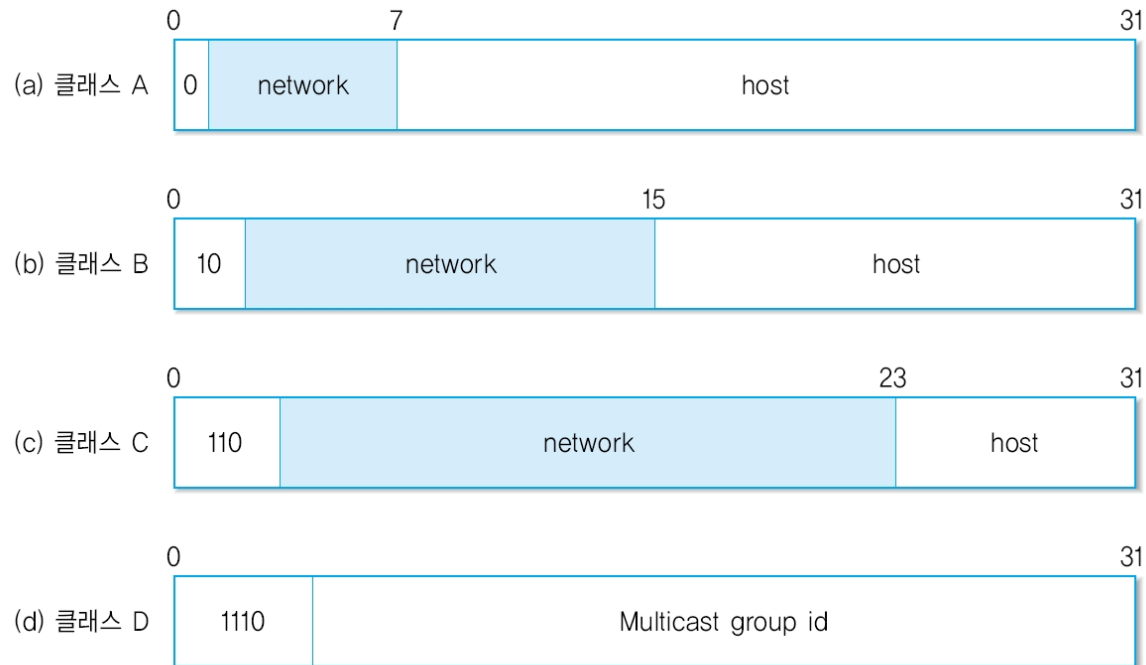 0 7 31
(a) 클래스 A 0 network host
0 15 31
(b) 클래스 B 10 network host
0 23 31
(c) 클래스 C 110 network host
0 31
(d) 클래스 D 1110 Multicast group id